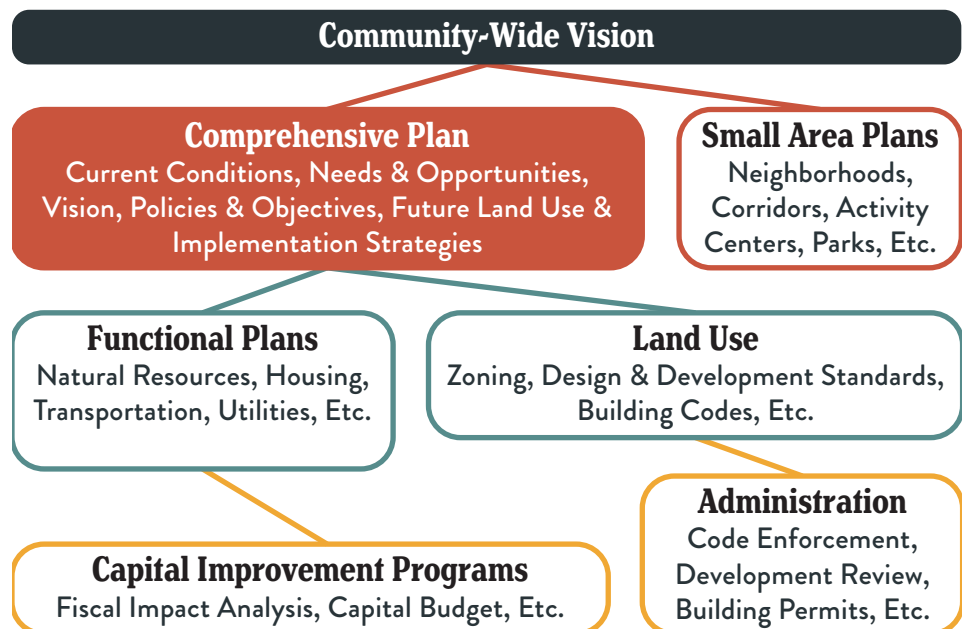 Community-Wide Vision
Comprehensive Plan
Current Conditions, Needs & Opportunities,
Vision, Policies & Objectives, Future Land Use &
Implementation Strategies
Small Area Plans
Neighborhoods,
Corridors, Activity
Centers, Parks, Etc.
Functional Plans
Natural Resources, Housing,
Transportation, Utilities, Etc.
Land Use
Zoning, Design & Development Standards,
Building Codes, Etc.
Capital Improvement Programs
Fiscal Impact Analysis, Capital Budget, Etc.
Administration
Code Enforcement,
Development Review,
Building Permits, Etc.